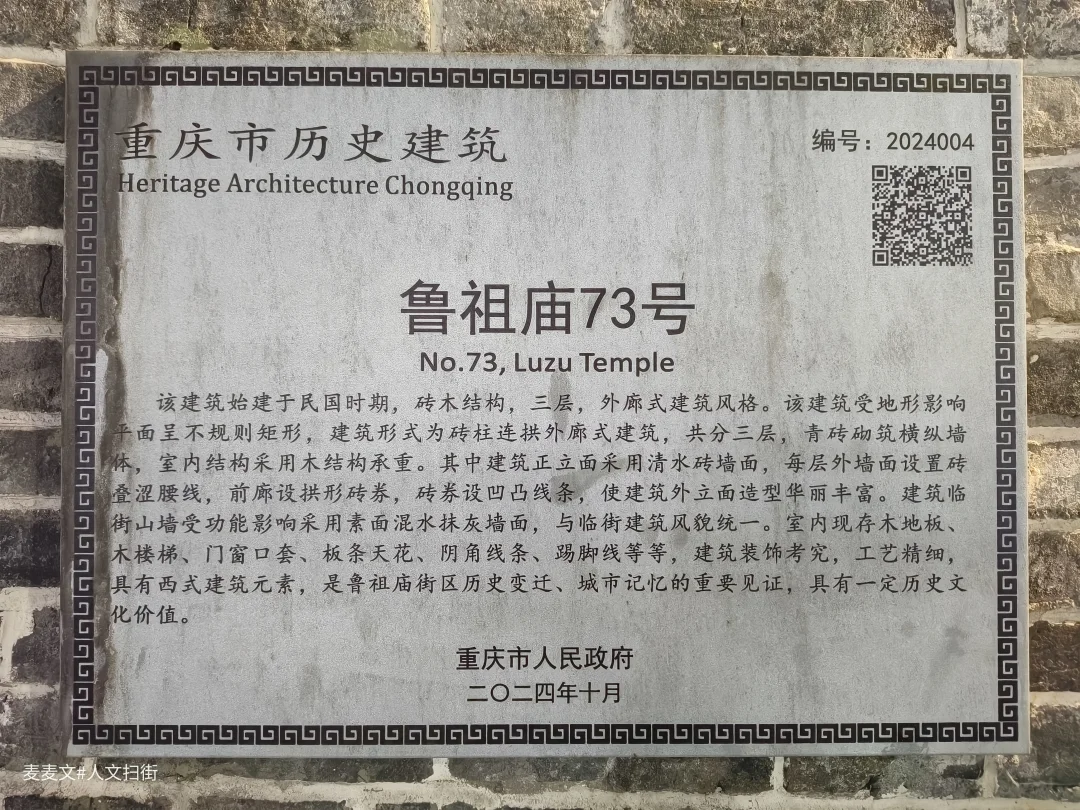 重庆市历史建筑
Heritage Architecture Chongqing
编号：2024004
鲁祖庙73号
No.73, Luzu Temple
该建筑始建于民国时期，砖木结构，三层，外廊式建筑风格。该建筑受地形影响
平面呈不规则矩形，建筑形式为砖柱连拱外廊式建筑，共分三层，青砖砌筑横纵墙
体，室内结构采用木结构承重。其中建筑正立面采用清水砖墙面，每层外墙面设置砖
叠涩腰线，前廊设拱形砖券，砖券设凹凸线条，使建筑外立面造型华丽丰富。建筑临
街山墙受功能影响采用素面混水抹灰墙面，与临街建筑风貌统一。室内现存木地板、
木楼梯、门窗口套、板条天花、阴角线条、踢脚线等等，建筑装饰考究，工艺精细，
具有西式建筑元素，是鲁祖庙街区历史变迁、城市记忆的重要见证，具有一定历史文
化价值。
重庆市人民政府
二〇二四年十月
麦麦文#人文扫街